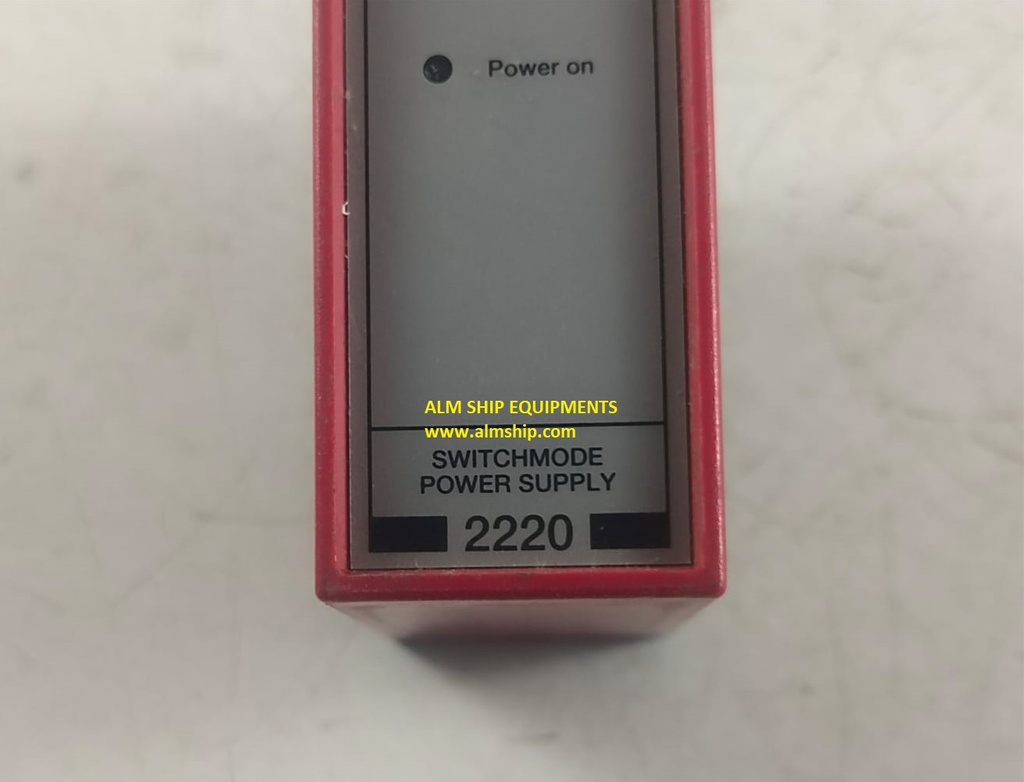 Power on
ALM SHIP EQUIPMENTS
www.almship.com
SWITCHMODE
POWER SUPPLY
2220